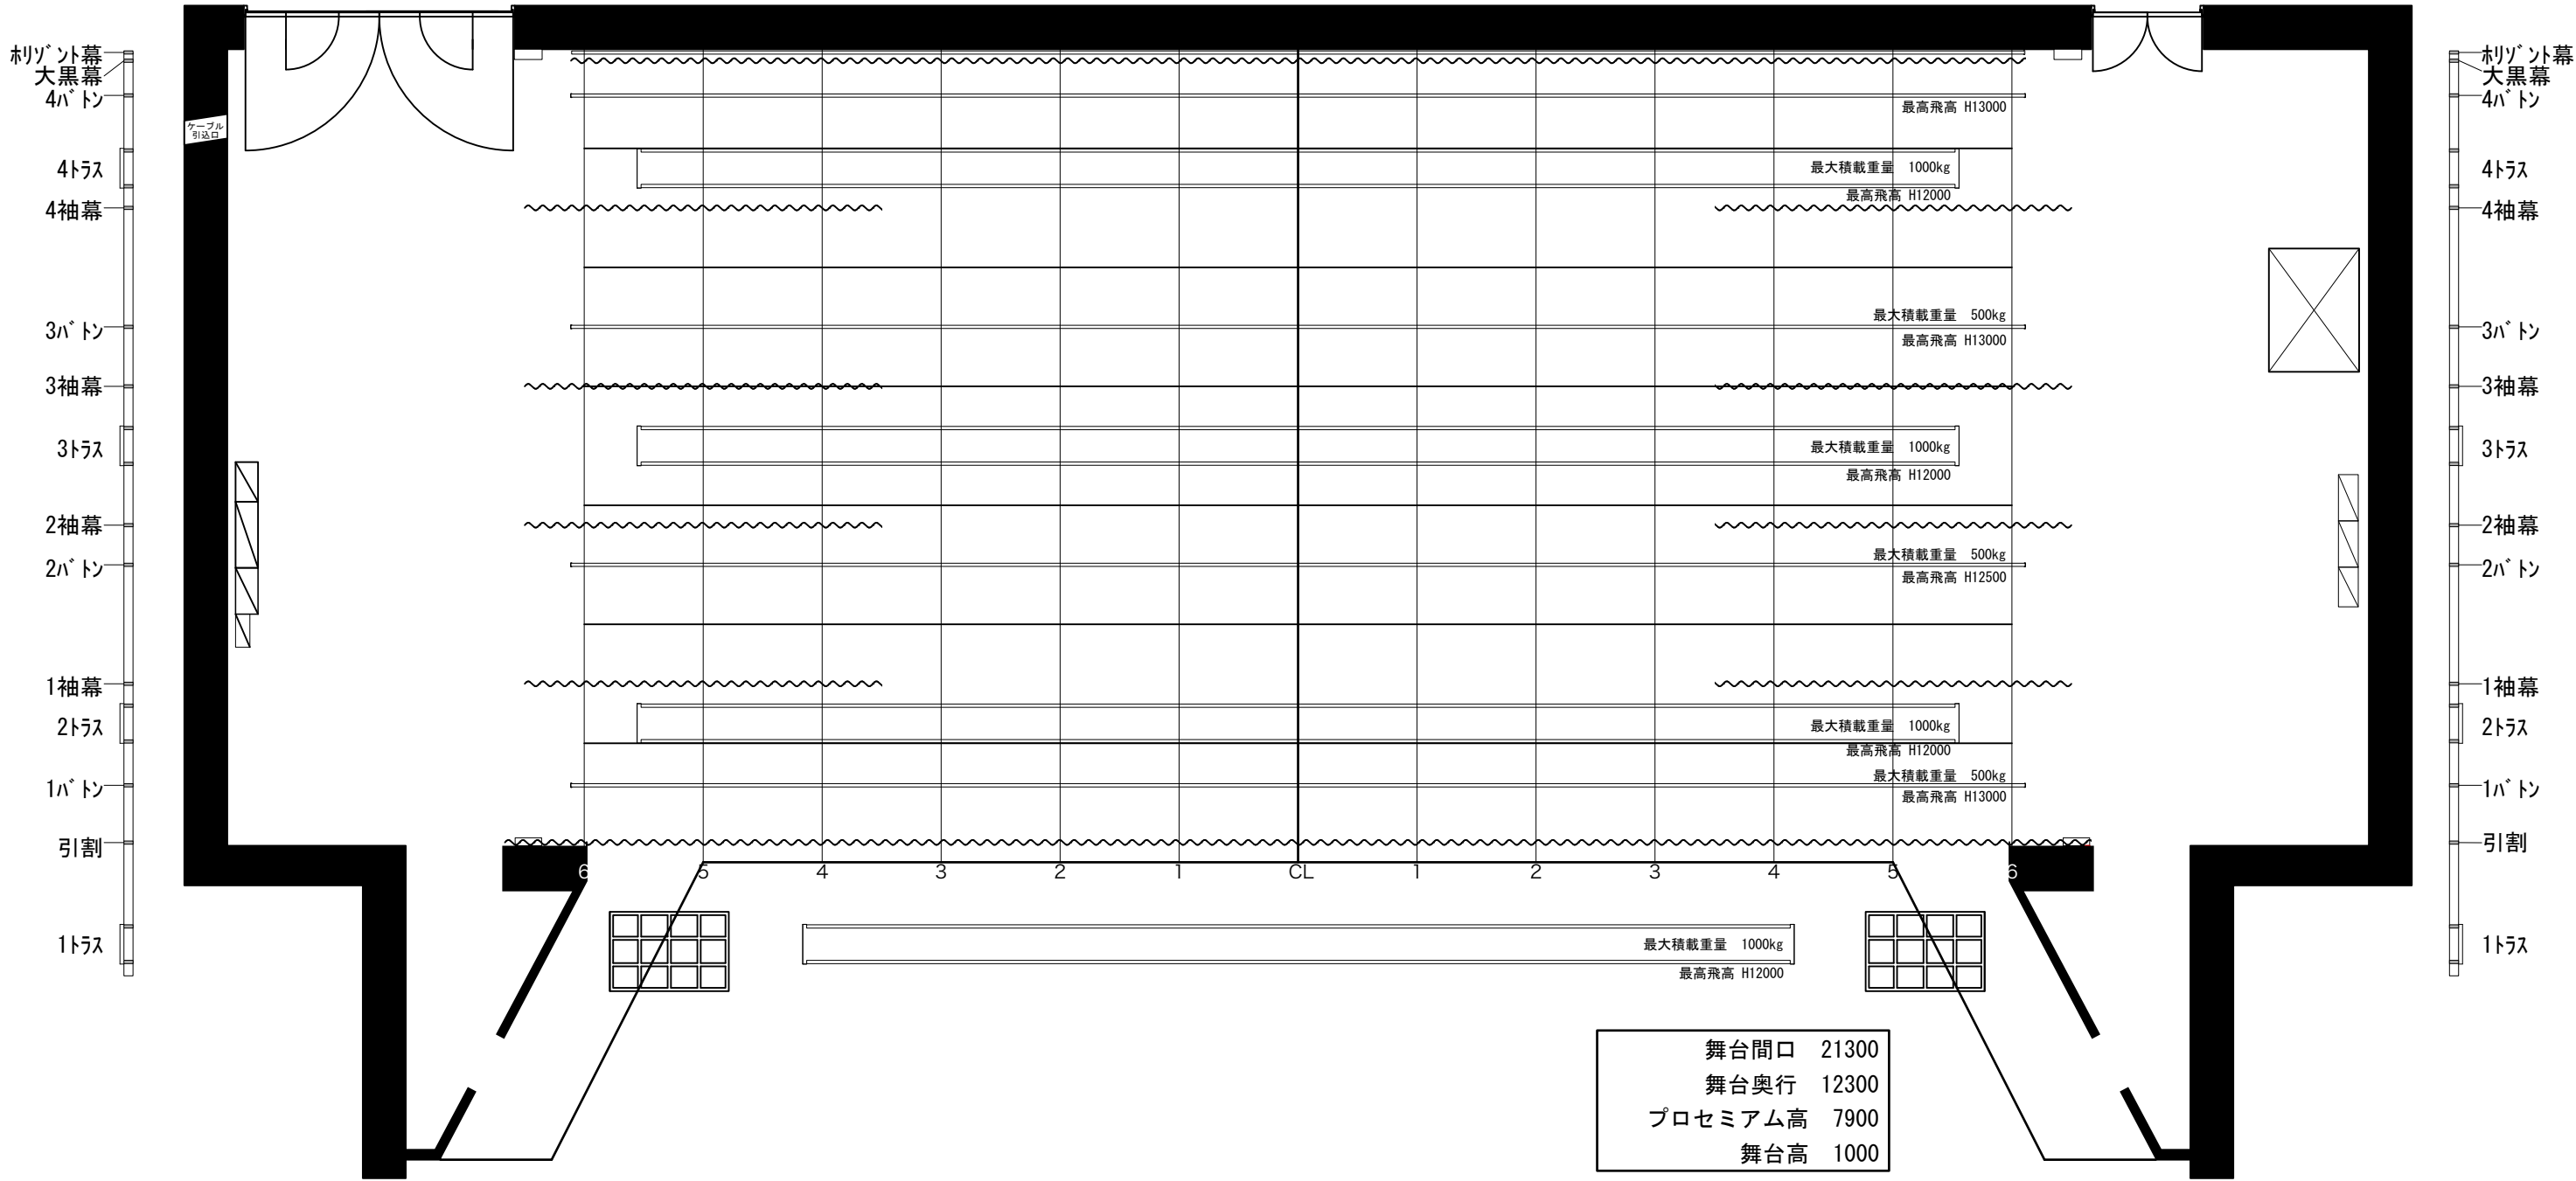 ﾎﾘｿﾞﾝﾄ幕
大黒幕
4ﾊﾞﾄﾝ
4ﾄﾗｽ
4袖幕
3ﾊﾞﾄﾝ
3袖幕
3ﾄﾗｽ
2袖幕
2ﾊﾞﾄﾝ
1袖幕
2ﾄﾗｽ
1ﾊﾞﾄﾝ
引割
1ﾄﾗｽ
ケーブル
引込口
最高飛高 H13000
最大積載重量 1000kg
最高飛高 H12000
最大積載重量 500kg
最高飛高 H13000
最大積載重量 1000kg
最高飛高 H12000
最大積載重量 500kg
最高飛高 H12500
最大積載重量 1000kg
最高飛高 H12000
最大積載重量 500kg
最高飛高 H13000
6 5 4 3 2 1 CL 1 2 3 4 5 6
最大積載重量 1000kg
最高飛高 H12000
舞台間口 21300
舞台奥行 12300
プロセミアム高 7900
舞台高 1000
ﾎﾘｿﾞﾝﾄ幕
大黒幕
4ﾊﾞﾄﾝ
4ﾄﾗｽ
4袖幕
3ﾊﾞﾄﾝ
3袖幕
3ﾄﾗｽ
2袖幕
2ﾊﾞﾄﾝ
1袖幕
2ﾄﾗｽ
1ﾊﾞﾄﾝ
引割
1ﾄﾗｽ